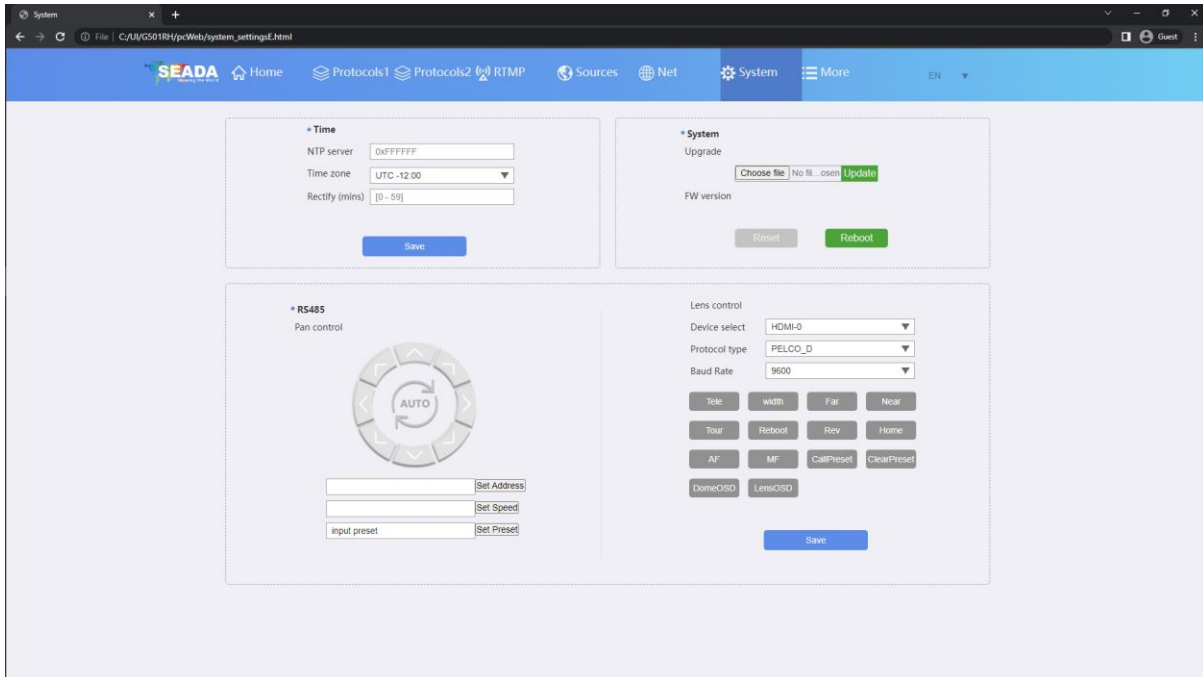 System
File | C:/UI/G501RH/pcWeb/system_settingsE.html
Guest
SEADA
Home
Protocols1
Protocols2
RTMP
Sources
Net
System
More
EN
Time
NTP server
0xFFFFFF
Time zone
UTC -12:00
Rectify (mins)
[0 - 59]
Save
System
Upgrade
Choose file
No fil...osen
Update
FW version
Reset
Reboot
RS485
Pan control
AUTO
Set Address
Set Speed
input preset
Set Preset
Lens control
Device select
HDMI-0
Protocol type
PELCO_D
Baud Rate
9600
Tele
width
Far
Near
Tour
Reboot
Rev
Home
AF
MF
CallPreset
ClearPreset
DomeOSD
LensOSD
Save